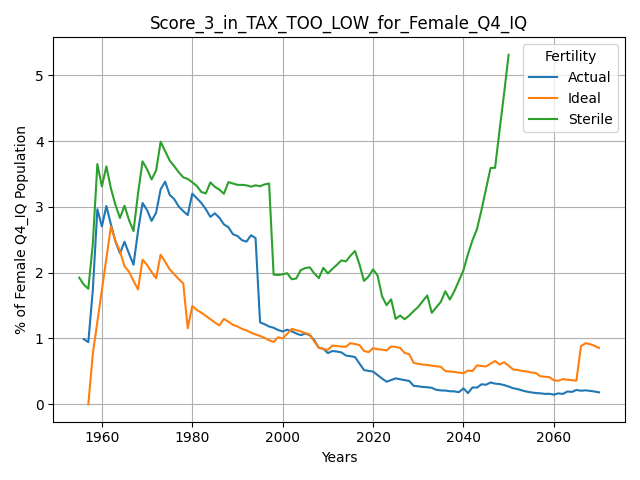 Score_3_in_TAX_TOO_LOW_for_Female_Q4_IQ
% of Female Q4_IQ Population
5
4
3
2
1
0
Fertility
Actual
Ideal
Sterile
1960 1980 2000 2020 2040 2060
Years